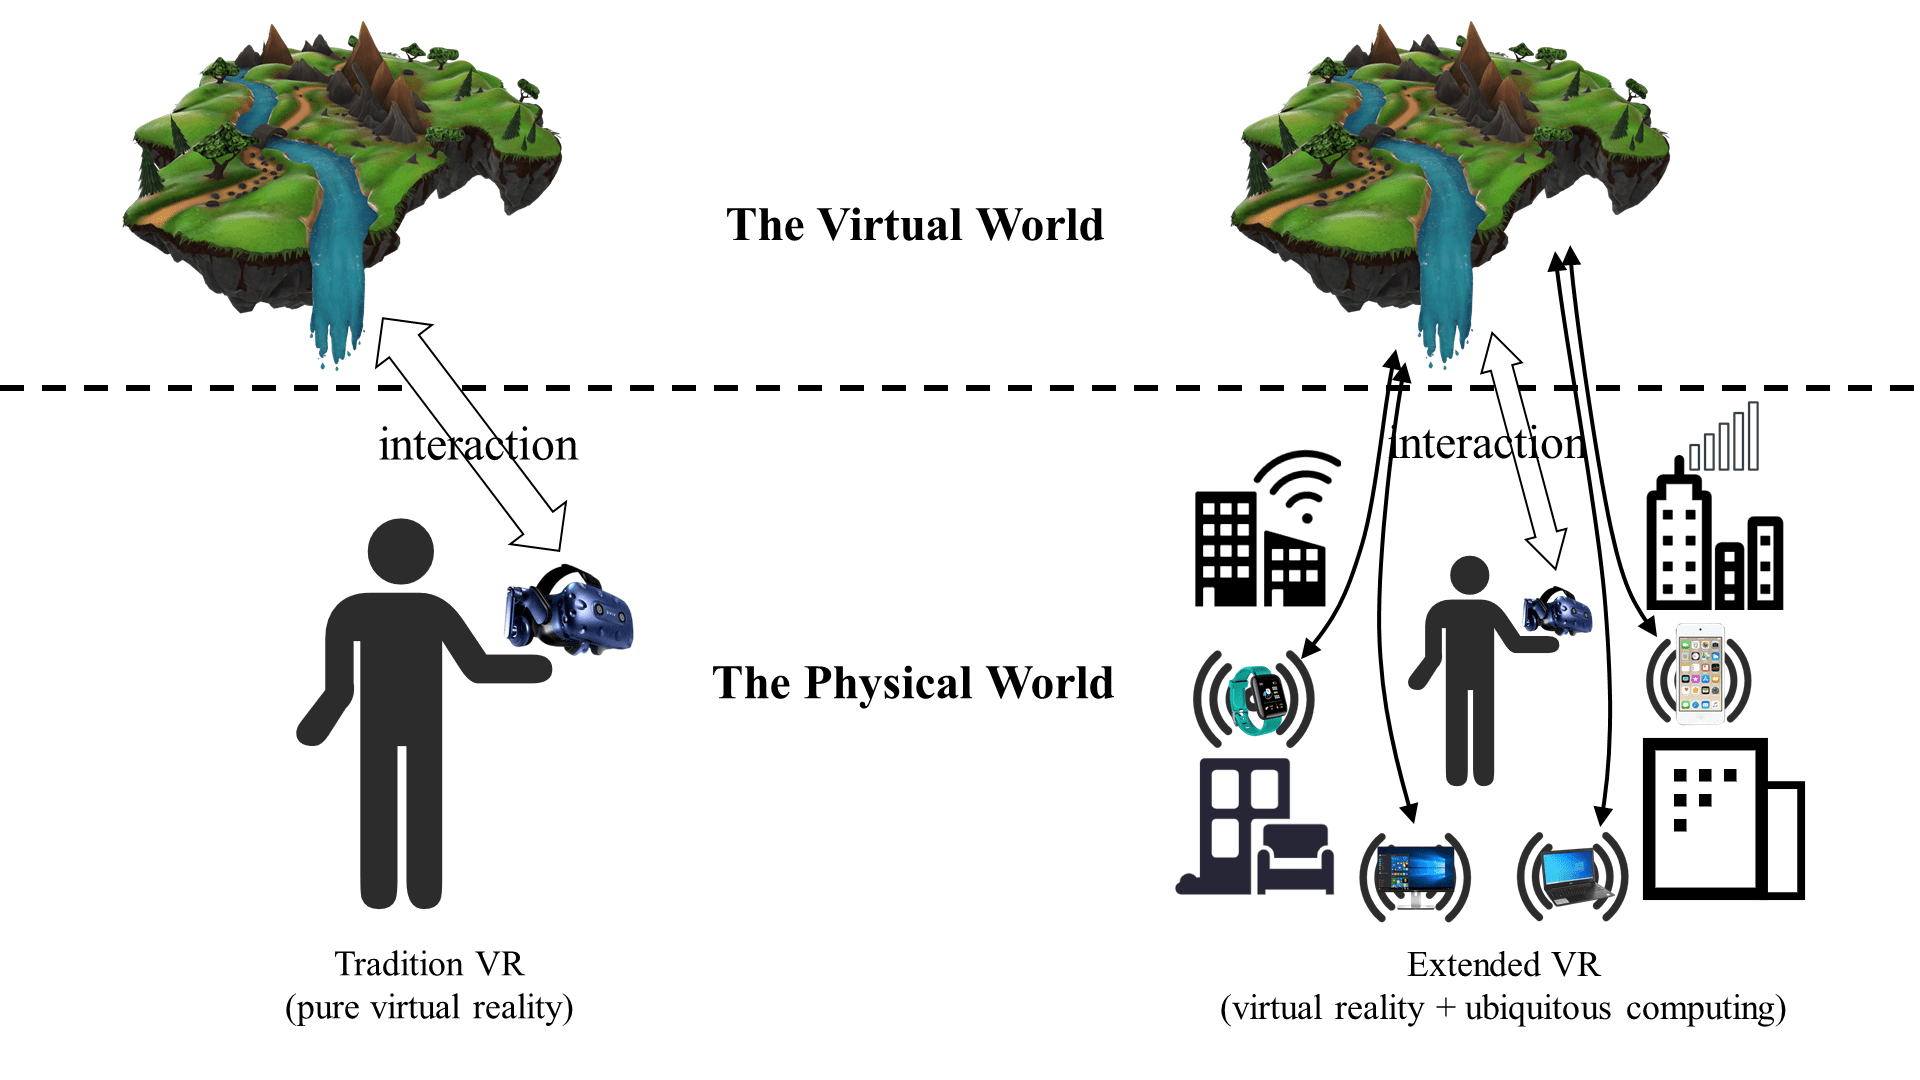 The Virtual World
interaction
interaction
The Physical World
Tradition VR
(pure virtual reality)
Extended VR
(virtual reality + ubiquitous computing)